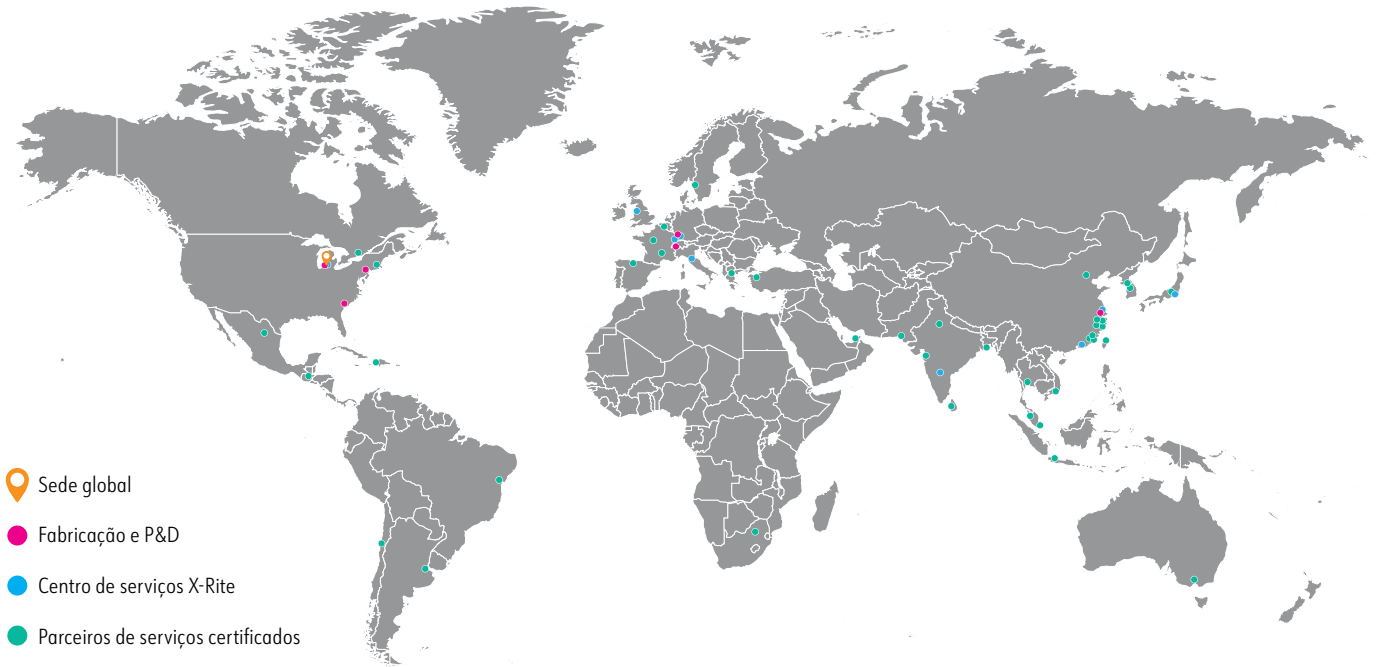 Sede global
Fabricação e P&D
Centro de serviços X-Rite
Parceiros de serviços certificados